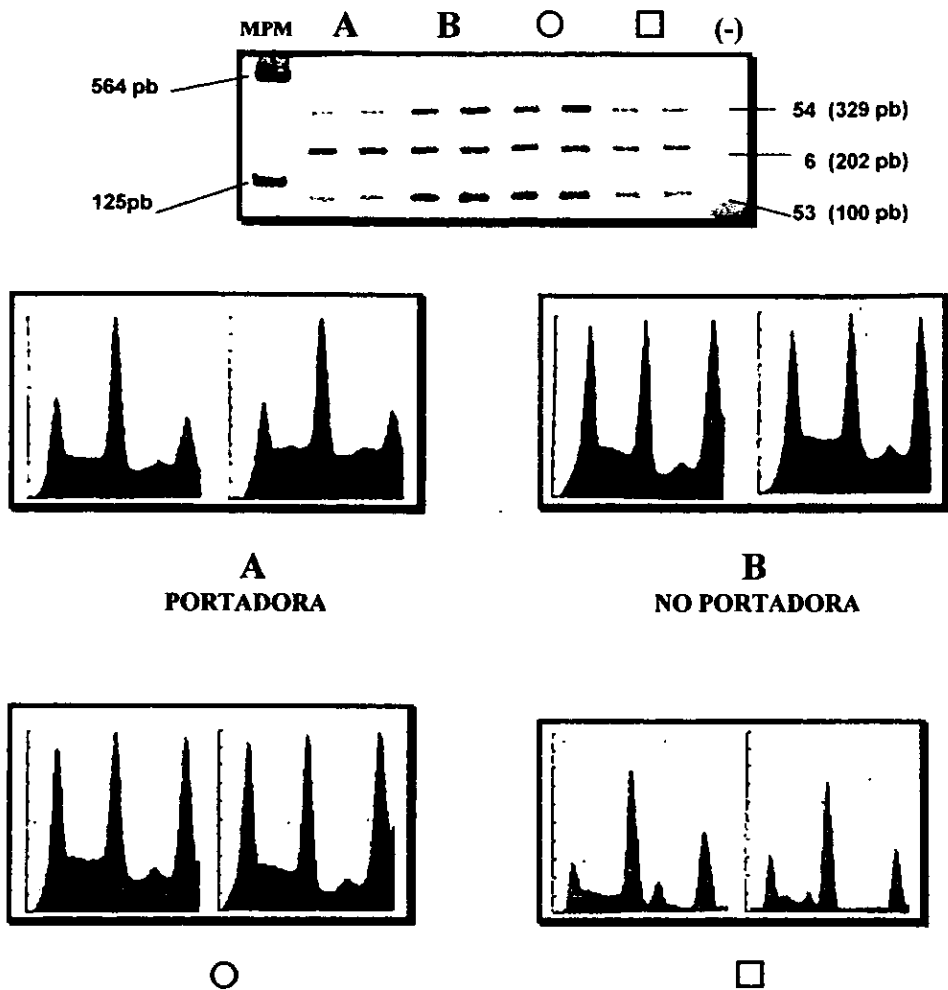 MPM A B (-)
564 pb
54 (329 pb)
6 (202 pb)
125pb
53 (100 pb)
A
PORTADORA
B
NO PORTADORA